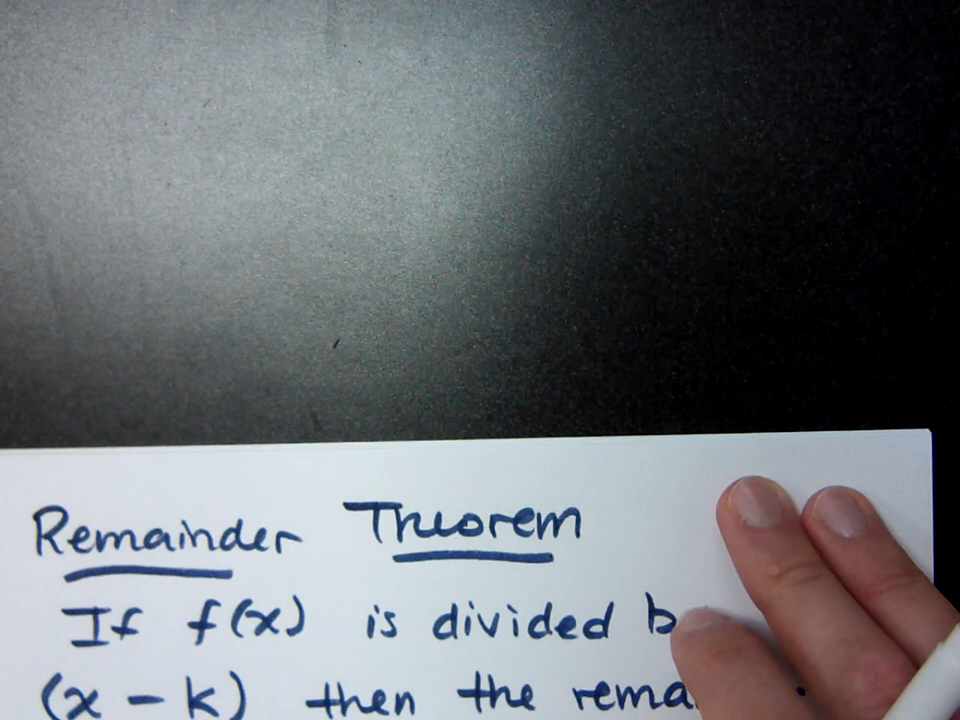 Remainder Theorem
If f(x) is divided
(x - k) then the